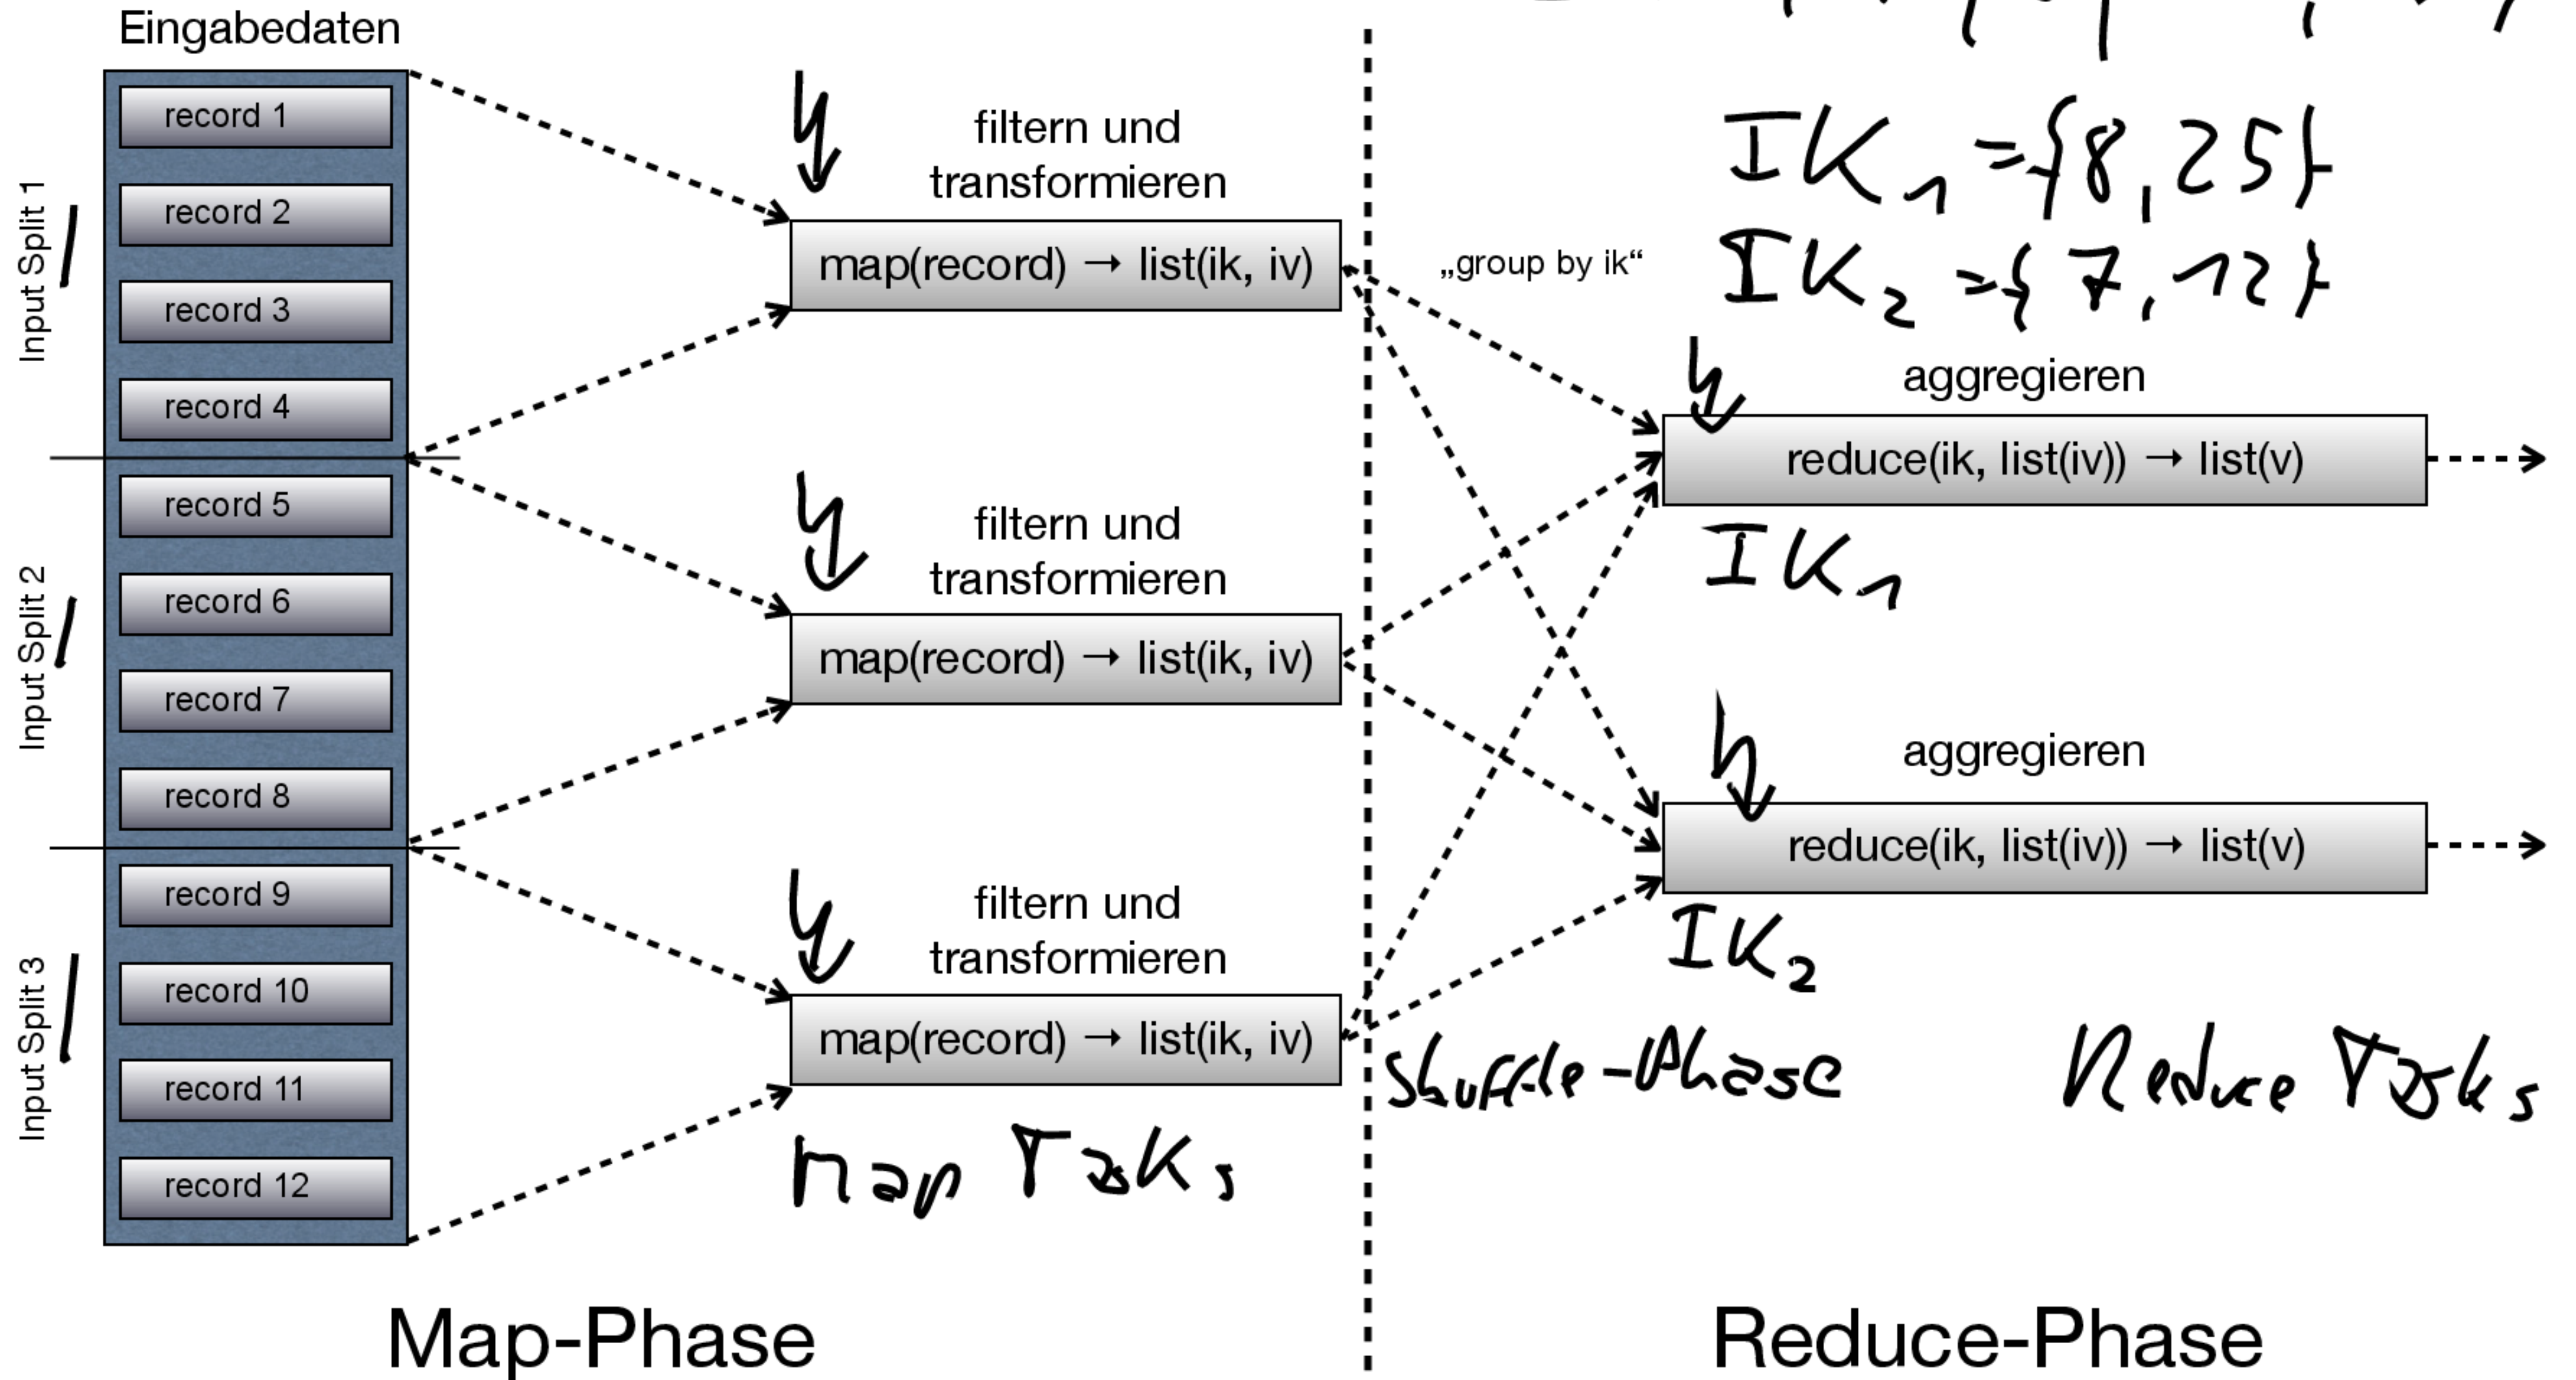 Eingabedaten
Input Split 1
record 1
record 2
record 3
record 4
Input Split 2
record 5
record 6
record 7
record 8
Input Split 3
record 9
record 10
record 11
record 12
filtern und
transformieren
map(record) → list(ik, iv)
filtern und
transformieren
map(record) → list(ik, iv)
filtern und
transformieren
map(record) → list(ik, iv)
Map Tasks
Map-Phase
IK1 = {8, 25}
„group by ik“
IK2 = {7, 12}
aggregieren
reduce(ik, list(iv)) → list(v)
IK1
aggregieren
reduce(ik, list(iv)) → list(v)
IK2
Shuffle-Phase
Reduce Tasks
Reduce-Phase